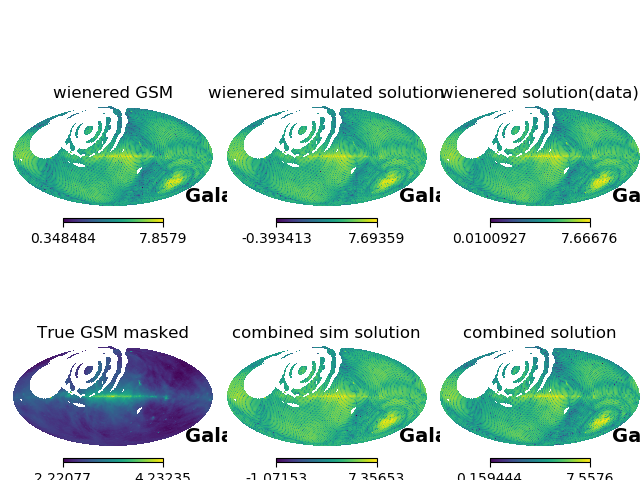 wienered GSM wienered simulated solution wienered solution(data)
Gala Gala Ga
0.348484 7.8579 -0.393413 7.69359 0.0100927 7.66676
True GSM masked combined sim solution combined solution
Gala Gala Ga
2.22077 4.23235 -1.07153 7.35653 0.159444 7.5576